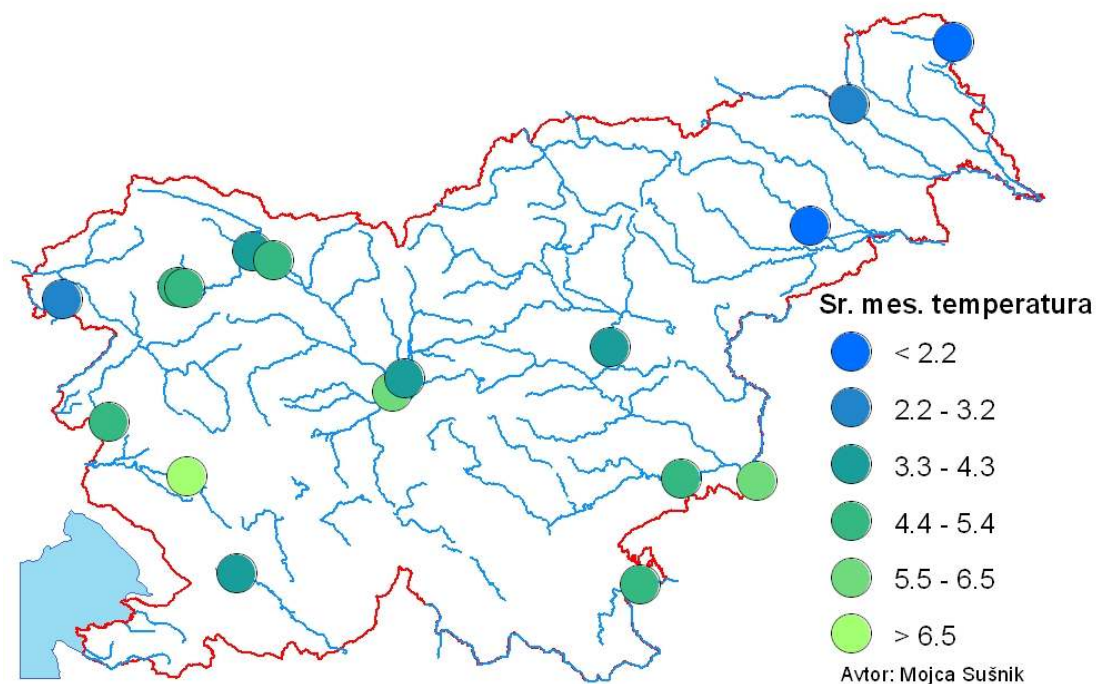 Sr. mes. temperatura
< 2.2
2.2 - 3.2
3.3 - 4.3
4.4 - 5.4
5.5 - 6.5
> 6.5
Avtor: Mojca Sušnik